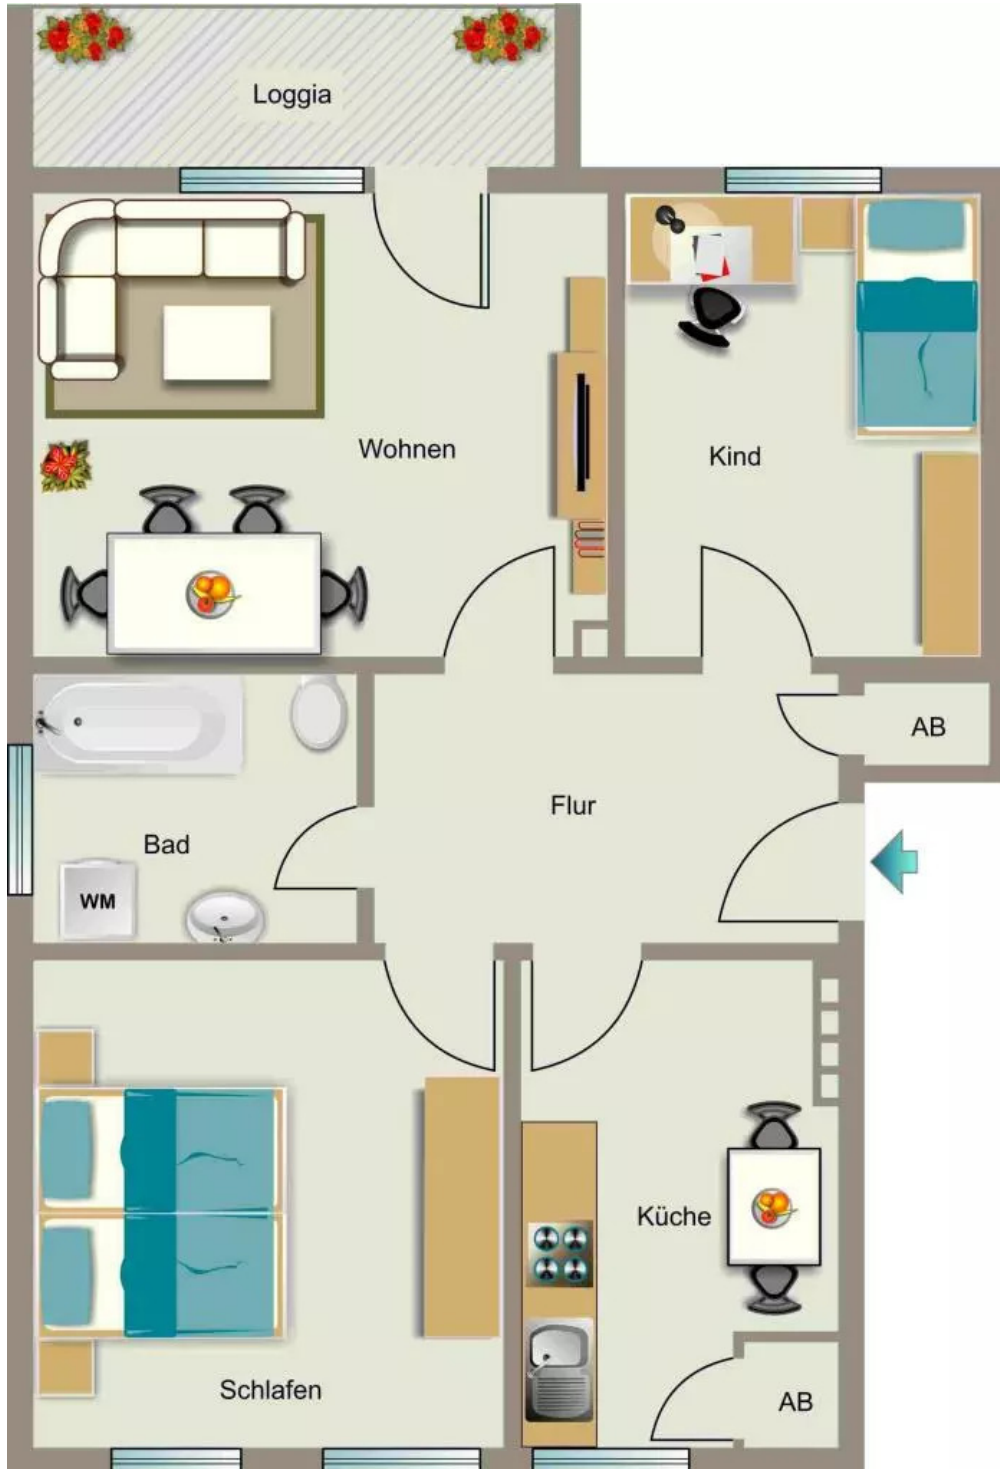 Loggia
Wohnen
Kind
AB
Flur
Bad
WM
Küche
Schlafen
AB